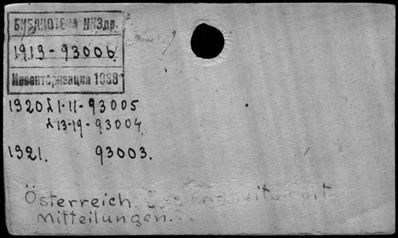 БИБЛИОТЕКА НКЗдр.
1919 - 93006.
Инвентаризация 1938
1920 № 1-11 - 93005
№ 13-19 - 93004
1921. 93003.
Österreich.
Mitteilungen.